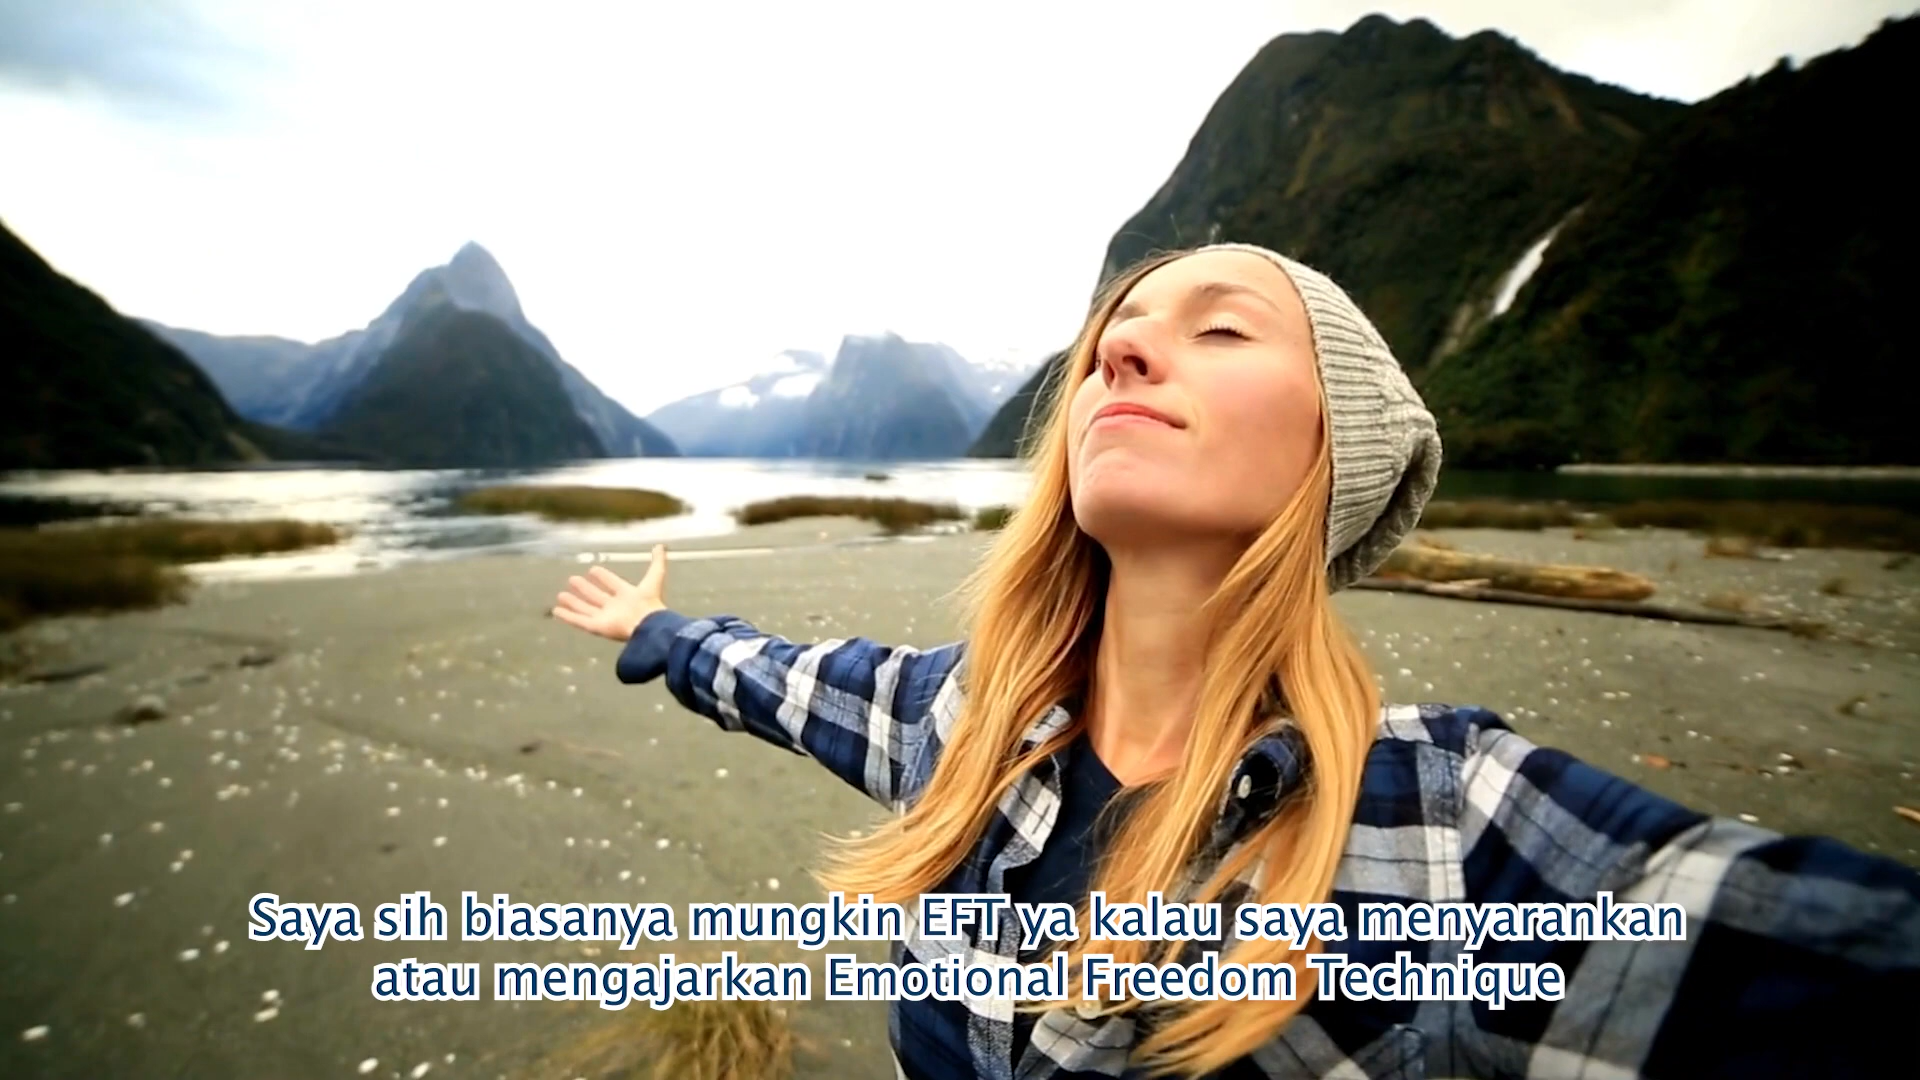 Saya sih biasanya mungkin EFT ya kalau saya menyarankan
atau mengajarkan Emotional Freedom Technique